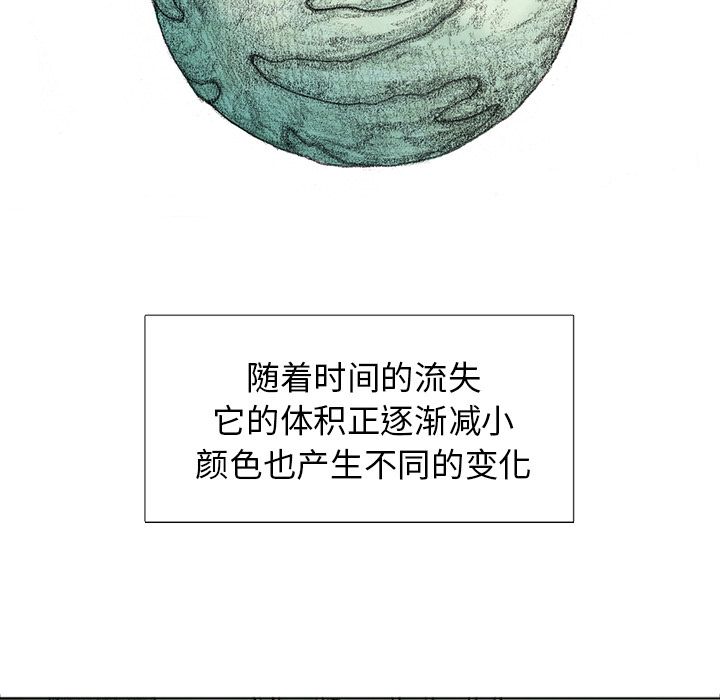 随着时间的流失
它的体积正逐渐减小
颜色也产生不同的变化